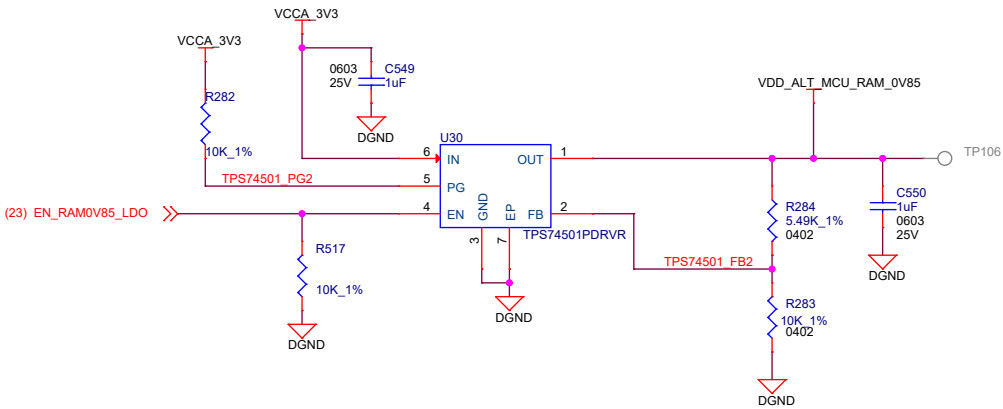 VCCA_3V3
VCCA_3V3
0603
25V
C549
1uF
VDD_ALT_MCU_RAM_0V85
R282
10K_1%
DGND
U30
6
IN
OUT
1
TP106
TPS74501_PG2
5
PG
(23) EN_RAM0V85_LDO
4
EN
GND
EP
FB
2
3
7
TPS74501PDRVR
R284
5.49K_1%
0402
C550
1uF
0603
25V
R517
10K_1%
TPS74501_FB2
DGND
DGND
R283
10K_1%
0402
DGND
DGND